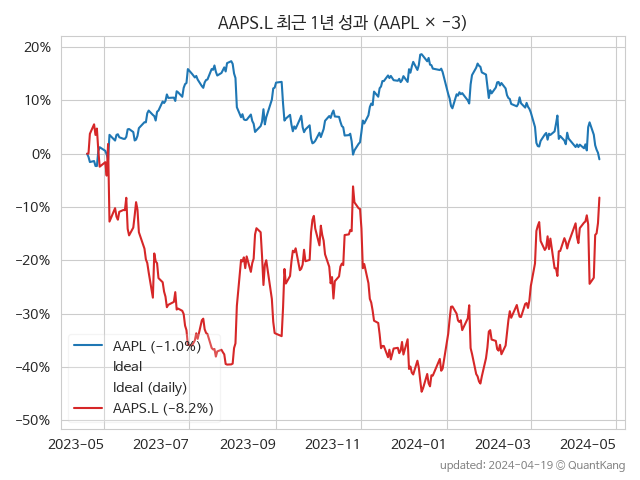 AAPS.L 최근 1년 성과 (AAPL × −3)
20%
10%
0%
−10%
−20%
−30%
−40%
−50%
AAPL (−1.0%)
Ideal
Ideal (daily)
AAPS.L (−8.2%)
2023-05 2023-07 2023-09 2023-11 2024-01 2024-03 2024-05
updated: 2024-04-19 © QuantKang